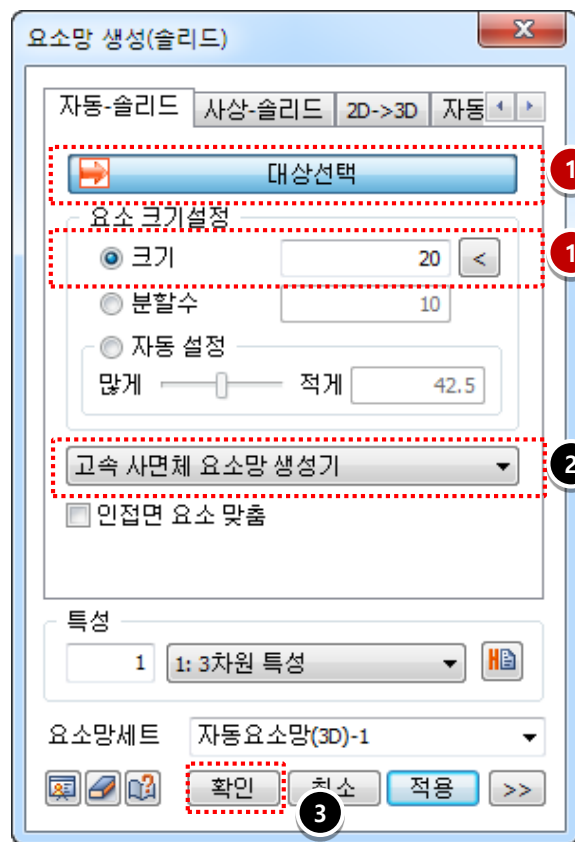 요소망 생성(솔리드)
자동-솔리드 사상-솔리드 2D->3D 자동
대상선택 1
요소 크기설정
크기 20 < 1
분할수 10
자동 설정
많게 적게 42.5
고속 사면체 요소망 생성기 2
인접면 요소 맞춤
특성
1 1: 3차원 특성
요소망세트 자동요소망(3D)-1
확인 취소 적용 >>
3